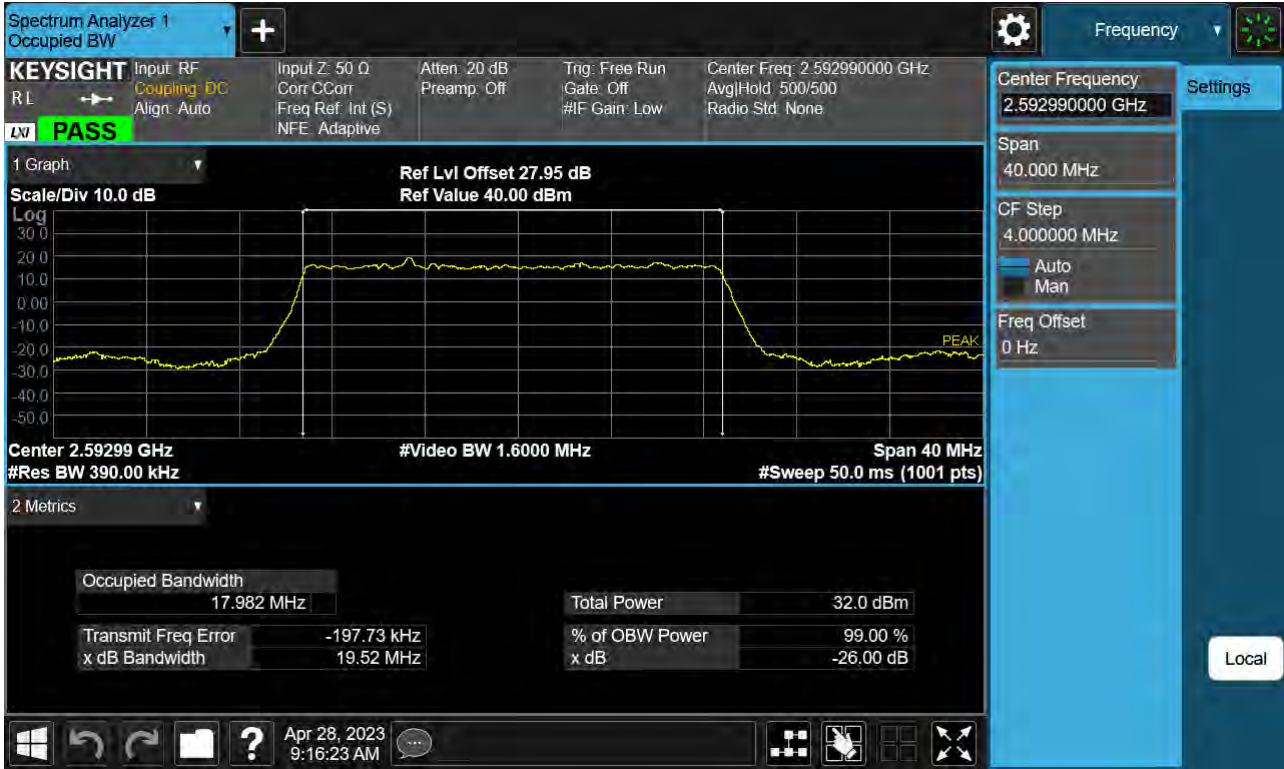 Spectrum Analyzer 1
Occupied BW
Frequency
KEYSIGHT
R L
LXI
PASS
Input: RF
Coupling: DC
Align: Auto
Input Z: 50 Ω
Corr CCorr
Freq Ref: Int (S)
NFE: Adaptive
Atten: 20 dB
Preamp: Off
Trig: Free Run
Gate: Off
#IF Gain: Low
Center Freq: 2.592990000 GHz
Avg|Hold: 500/500
Radio Std: None
1 Graph
Scale/Div 10.0 dB
Ref Lvl Offset 27.95 dB
Ref Value 40.00 dBm
Log
30.0
20.0
10.0
0.00
-10.0
-20.0
-30.0
-40.0
-50.0
PEAK
Center 2.59299 GHz
#Video BW 1.6000 MHz
Span 40 MHz
#Res BW 390.00 kHz
#Sweep 50.0 ms (1001 pts)
2 Metrics
Occupied Bandwidth
17.982 MHz
Transmit Freq Error -197.73 kHz
x dB Bandwidth 19.52 MHz
Total Power 32.0 dBm
% of OBW Power 99.00 %
x dB -26.00 dB
Center Frequency
2.592990000 GHz
Span
40.000 MHz
CF Step
4.000000 MHz
Auto
Man
Freq Offset
0 Hz
Settings
Local
?
Apr 28, 2023
9:16:23 AM